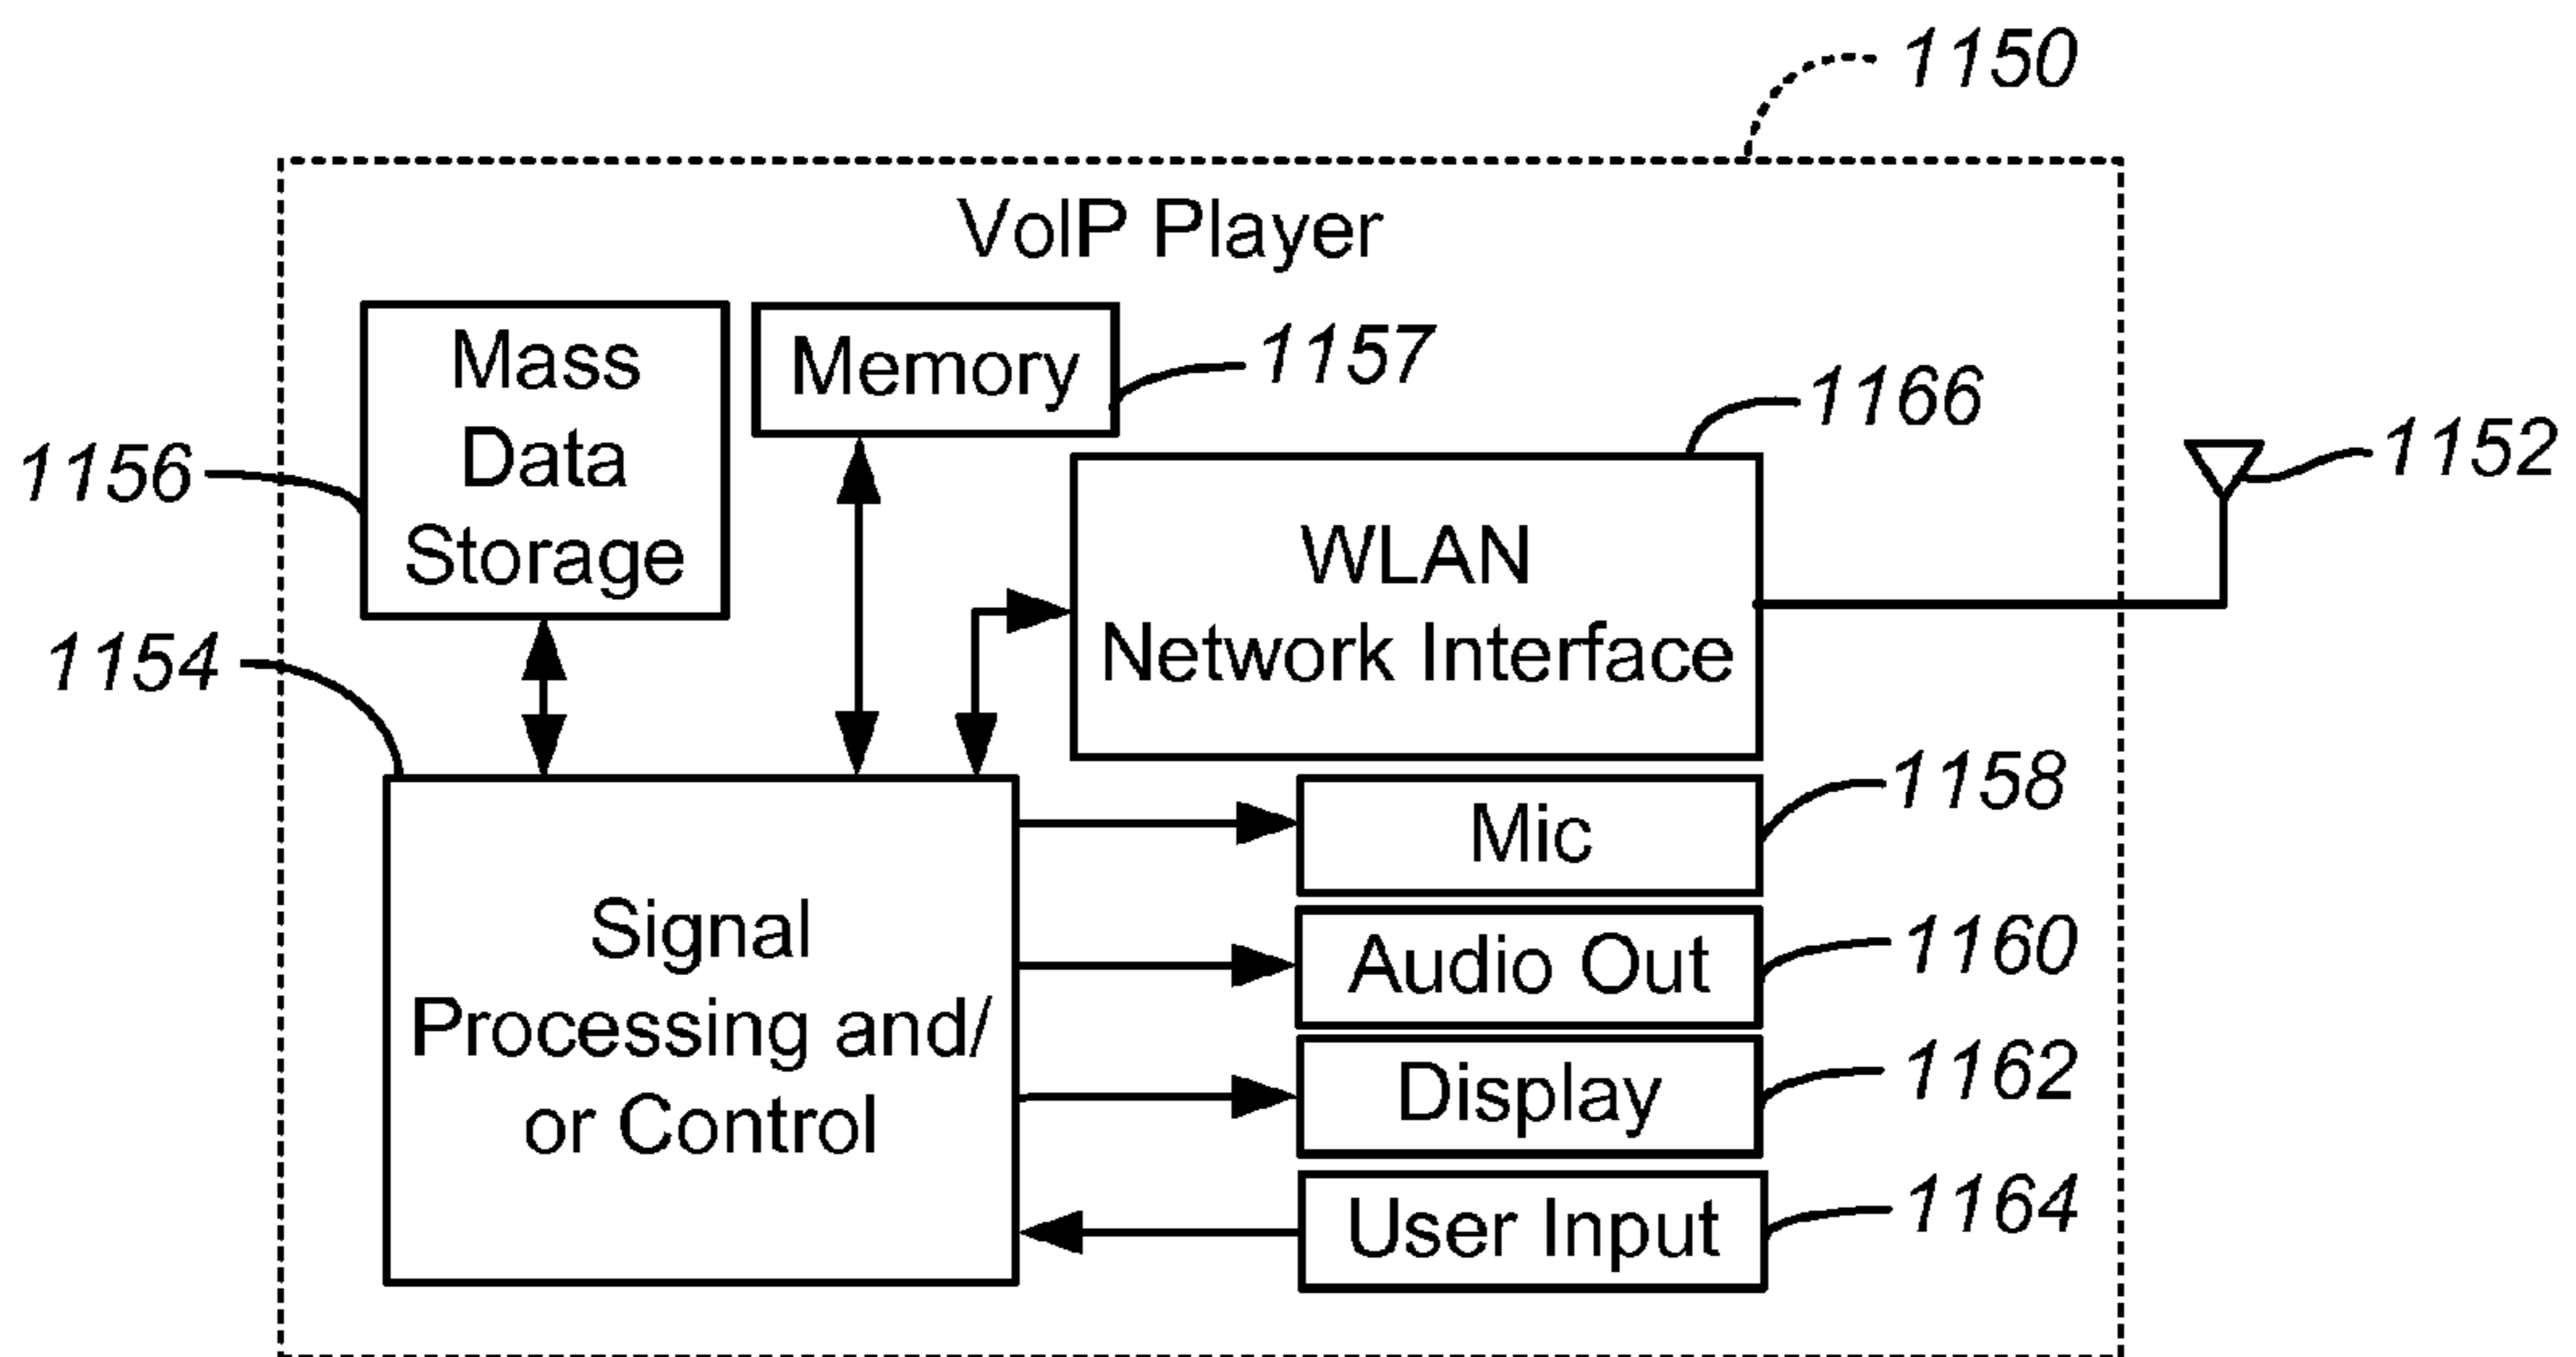 1150
VoIP Player
Mass
Data
Storage
Memory
1157
1166
1156
1152
WLAN
Network Interface
1154
1158
Mic
Signal
Processing and/
or Control
Audio Out
1160
Display
1162
User Input
1164